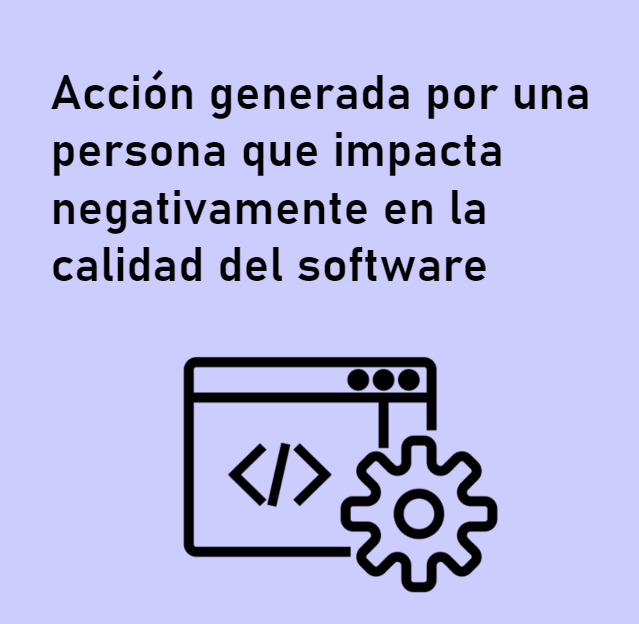 Acción generada por una
persona que impacta
negativamente en la
calidad del software
</>